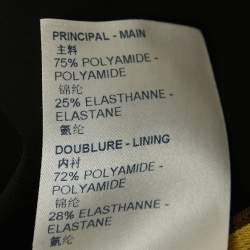 PRINCIPAL - MAIN
主料
75% POLYAMIDE -
POLYAMIDE
锦纶
25% ELASTHANNE -
ELASTANE
氨纶
DOUBLURE - LINING
内衬
72% POLYAMIDE -
POLYAMIDE
锦纶
28% ELASTHANNE -
ELASTANE
氨纶